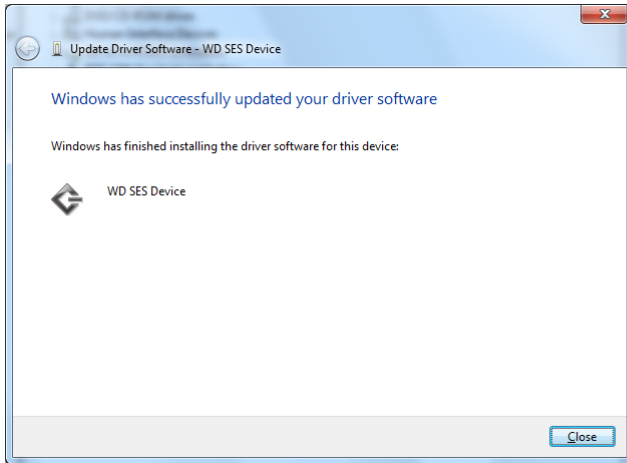 Update Driver Software - WD SES Device
Windows has successfully updated your driver software
Windows has finished installing the driver software for this device:
WD SES Device
Close